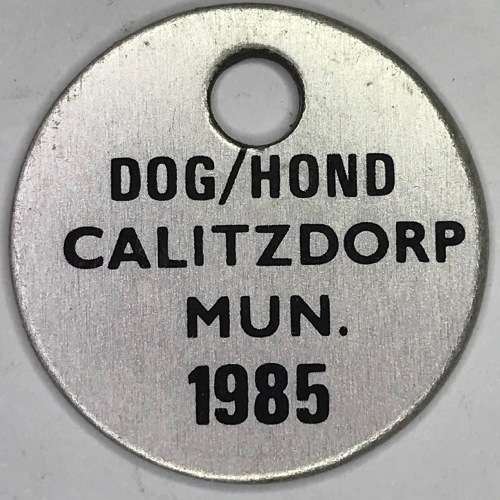 DOG/HOND
CALITZDORP
MUN.
1985